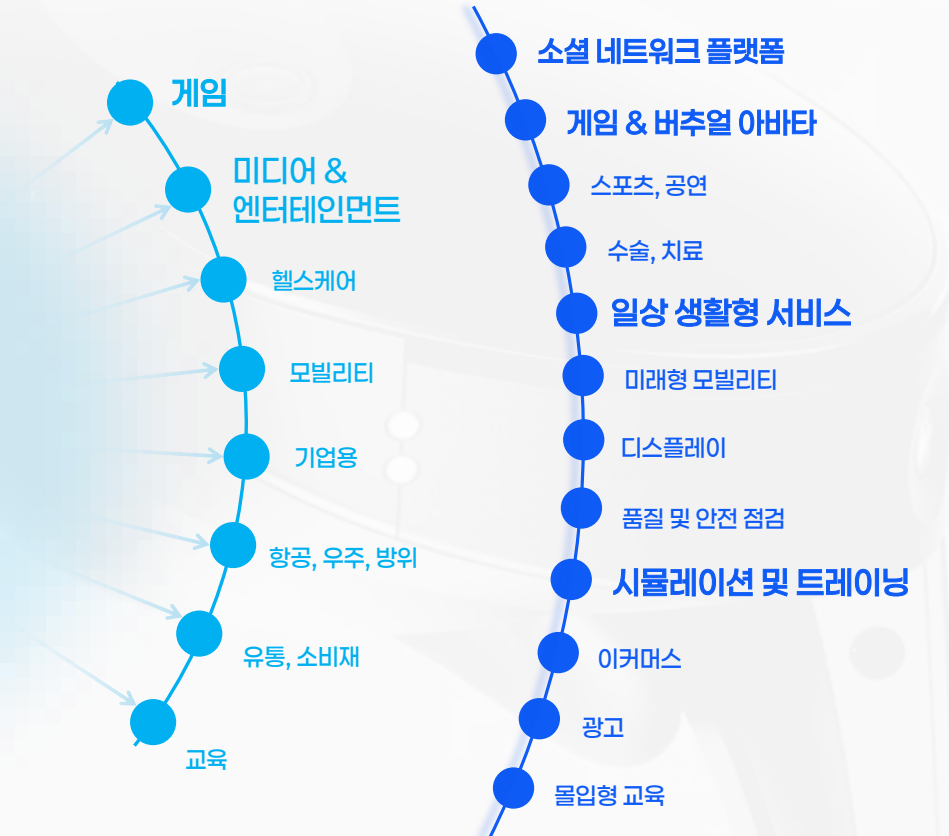 게임
미디어 &
엔터테인먼트
헬스케어
모빌리티
기업용
항공, 우주, 방위
유통, 소비재
교육
소셜 네트워크 플랫폼
게임 & 버추얼 아바타
스포츠, 공연
수술, 치료
일상 생활형 서비스
미래형 모빌리티
디스플레이
품질 및 안전 점검
시뮬레이션 및 트레이닝
이커머스
광고
몰입형 교육